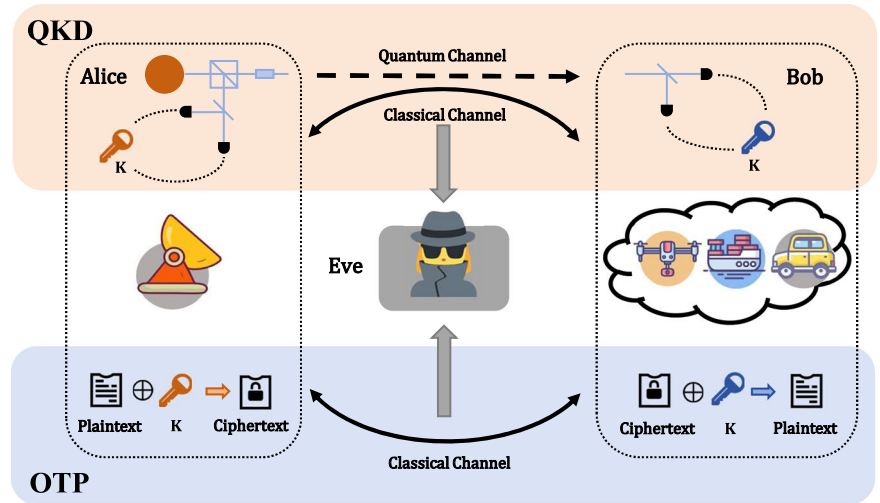 QKD
Alice
Quantum Channel
Bob
Classical Channel
K
K
Eve
Plaintext
K
Ciphertext
Ciphertext
K
Plaintext
Classical Channel
OTP